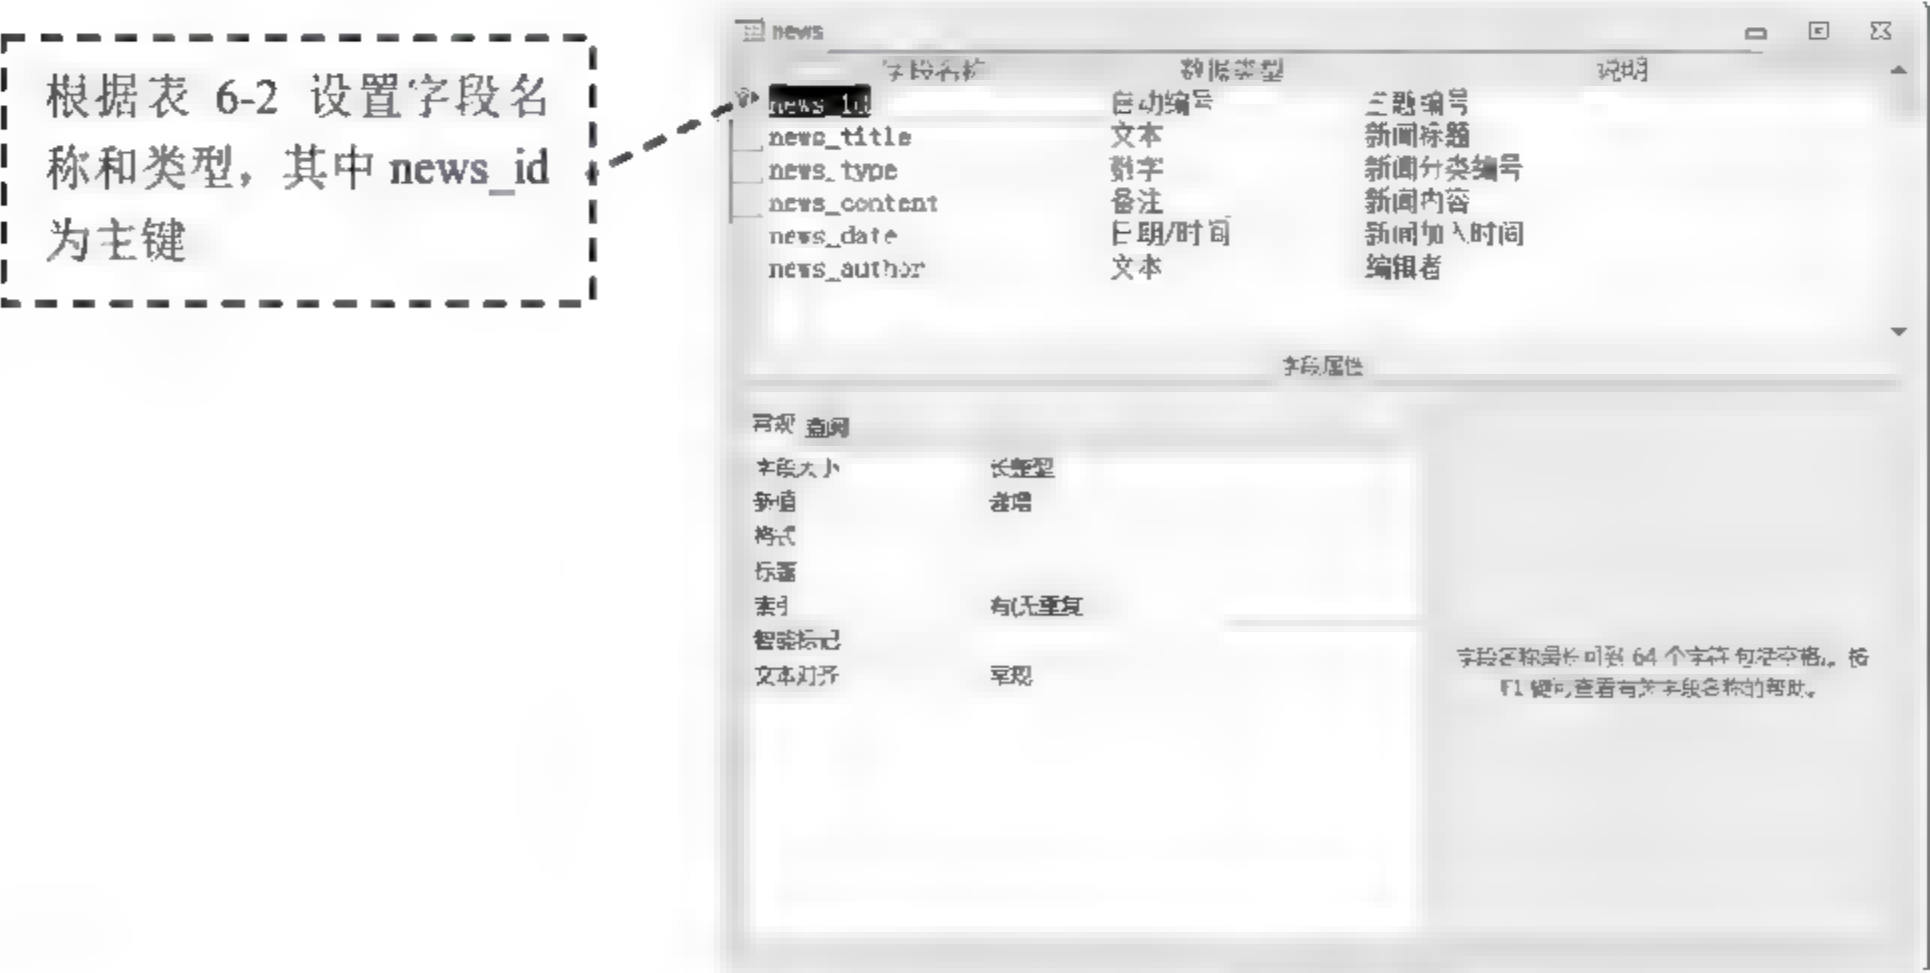 根据表 6-2 设置字段名
称和类型，其中 news_id
为主键
news
字段名称 数据类型 说明
news_id 自动编号 主题编号
news_title 文本 新闻标题
news_type 数字 新闻分类编号
news_content 备注 新闻内容
news_date 日期/时间 新闻加入时间
news_author 文本 编辑者
字段属性
常规 查阅
字段大小 长整型
新值 递增
格式
标题
索引 有(无重复
智能标记
文本对齐 常规
字段名称最长可到 64 个字符(包括空格)。按
F1 键可查看有关字段名称的帮助。